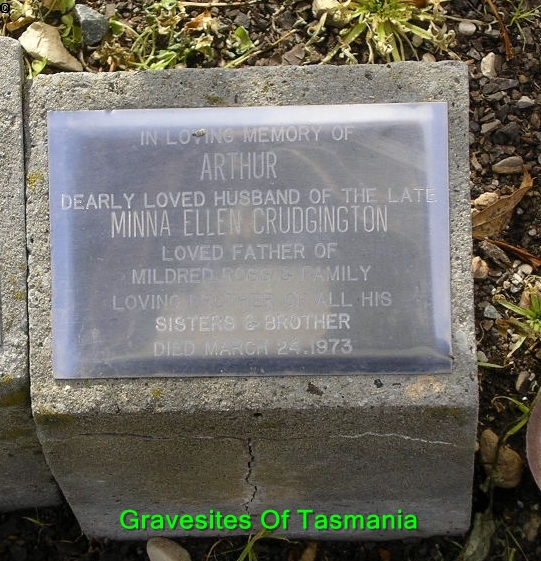 IN LOVING MEMORY OF
ARTHUR
DEARLY LOVED HUSBAND OF THE LATE
MINNA ELLEN CRUDGINGTON
LOVED FATHER OF
MILDRED & FAMILY
LOVING BROTHER OF ALL HIS
SISTERS & BROTHER
DIED MARCH 24.1973
Gravesites Of Tasmania